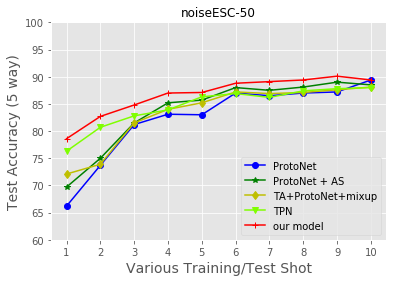 noiseESC-50
Test Accuracy (5 way)
100
95
90
85
80
75
70
65
60
ProtoNet
ProtoNet + AS
TA+ProtoNet+mixup
TPN
our model
1 2 3 4 5 6 7 8 9 10
Various Training/Test Shot